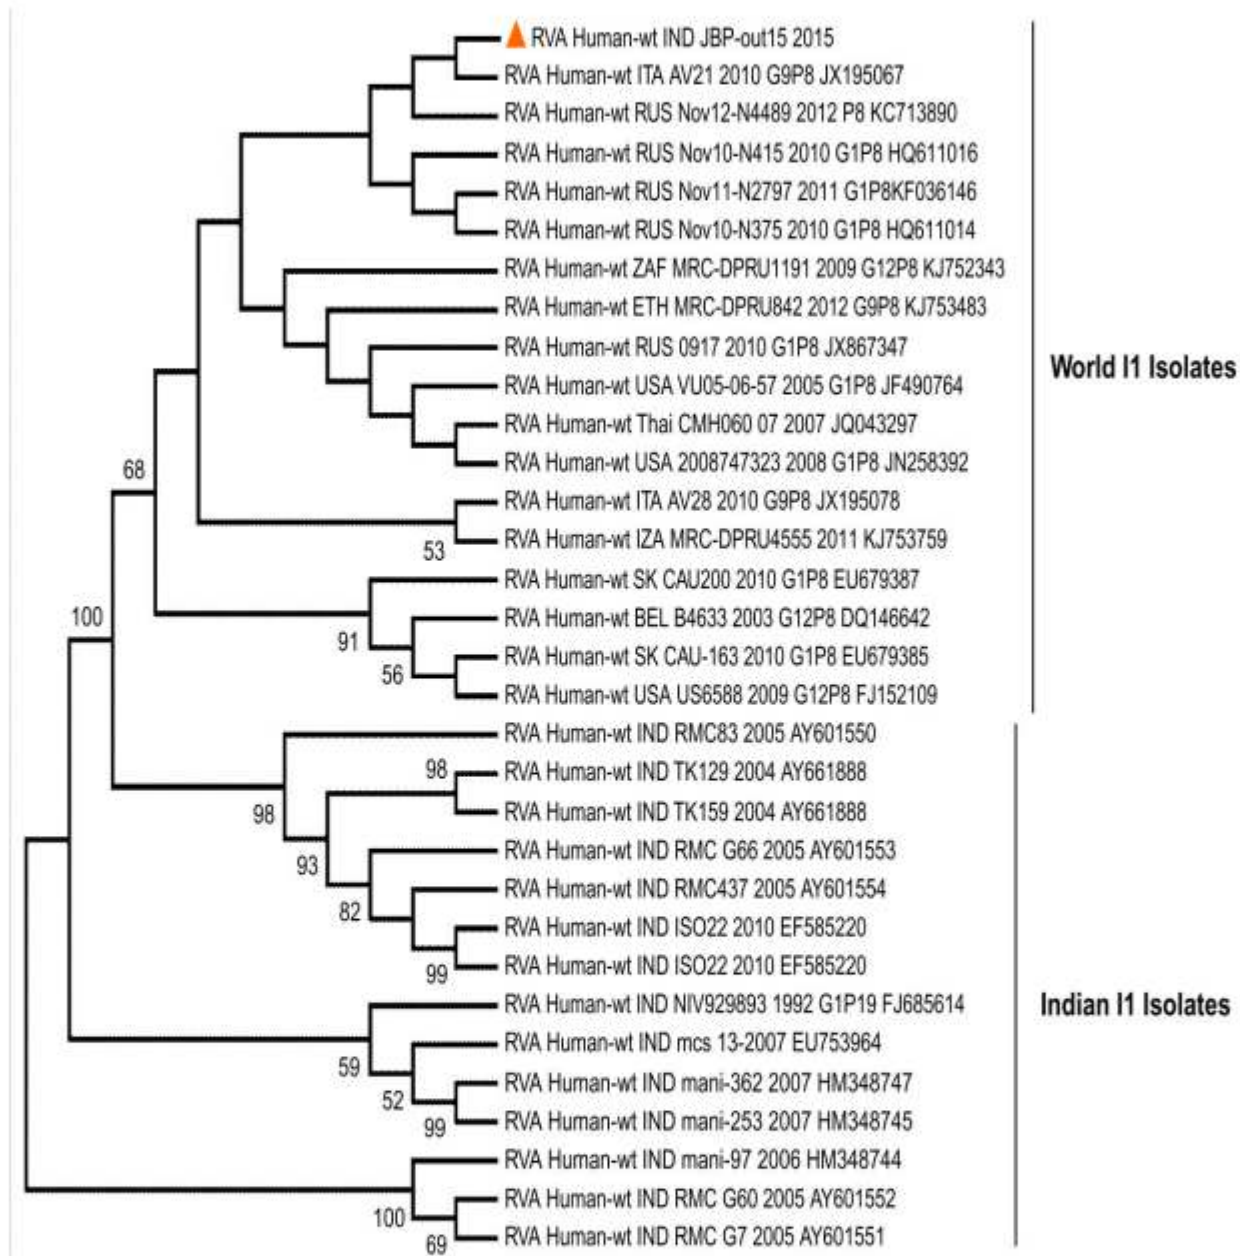 RVA Human-wt IND JBP-out15 2015
RVA Human-wt ITA AV21 2010 G9P8 JX195067
RVA Human-wt RUS Nov12-N4489 2012 P8 KC713890
RVA Human-wt RUS Nov10-N415 2010 G1P8 HQ611016
RVA Human-wt RUS Nov11-N2797 2011 G1P8KF036146
RVA Human-wt RUS Nov10-N375 2010 G1P8 HQ611014
RVA Human-wt ZAF MRC-DPRU1191 2009 G12P8 KJ752343
RVA Human-wt ETH MRC-DPRU842 2012 G9P8 KJ753483
RVA Human-wt RUS 0917 2010 G1P8 JX867347
World I1 Isolates
RVA Human-wt USA VU05-06-57 2005 G1P8 JF490764
RVA Human-wt Thai CMH060 07 2007 JQ043297
RVA Human-wt USA 2008747323 2008 G1P8 JN258392
68
RVA Human-wt ITA AV28 2010 G9P8 JX195078
RVA Human-wt IZA MRC-DPRU4555 2011 KJ753759
53
RVA Human-wt SK CAU200 2010 G1P8 EU679387
100
RVA Human-wt BEL B4633 2003 G12P8 DQ146642
91
RVA Human-wt SK CAU-163 2010 G1P8 EU679385
56
RVA Human-wt USA US6588 2009 G12P8 FJ152109
RVA Human-wt IND RMC83 2005 AY601550
98
RVA Human-wt IND TK129 2004 AY661888
RVA Human-wt IND TK159 2004 AY661888
98
RVA Human-wt IND RMC G66 2005 AY601553
93
RVA Human-wt IND RMC437 2005 AY601554
82
RVA Human-wt IND ISO22 2010 EF585220
RVA Human-wt IND ISO22 2010 EF585220
99
RVA Human-wt IND NIV929893 1992 G1P19 FJ685614
Indian I1 Isolates
RVA Human-wt IND mcs 13-2007 EU753964
59
RVA Human-wt IND mani-362 2007 HM348747
52
RVA Human-wt IND mani-253 2007 HM348745
99
RVA Human-wt IND mani-97 2006 HM348744
RVA Human-wt IND RMC G60 2005 AY601552
100
RVA Human-wt IND RMC G7 2005 AY601551
69